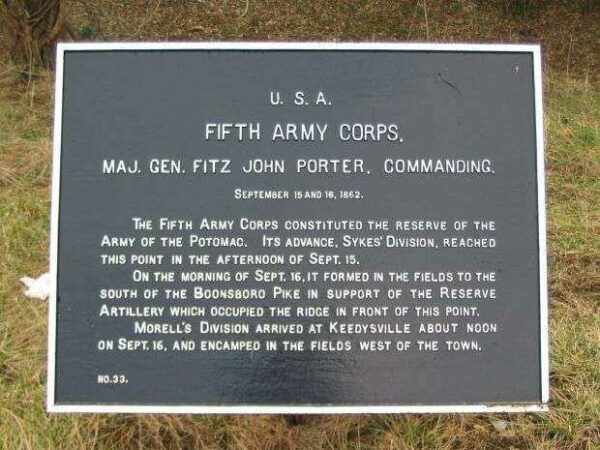 U. S. A.
FIFTH ARMY CORPS.
MAJ. GEN. FITZ JOHN PORTER, COMMANDING.
SEPTEMBER 15 AND 16, 1862.
THE FIFTH ARMY CORPS CONSTITUTED THE RESERVE OF THE
ARMY OF THE POTOMAC. ITS ADVANCE, SYKES' DIVISION, REACHED
THIS POINT IN THE AFTERNOON OF SEPT. 15.
ON THE MORNING OF SEPT. 16, IT FORMED IN THE FIELDS TO THE
SOUTH OF THE BOONSBORO PIKE IN SUPPORT OF THE RESERVE
ARTILLERY WHICH OCCUPIED THE RIDGE IN FRONT OF THIS POINT.
MORELL'S DIVISION ARRIVED AT KEEDYSVILLE ABOUT NOON
ON SEPT. 16, AND ENCAMPED IN THE FIELDS WEST OF THE TOWN.
NO. 33.